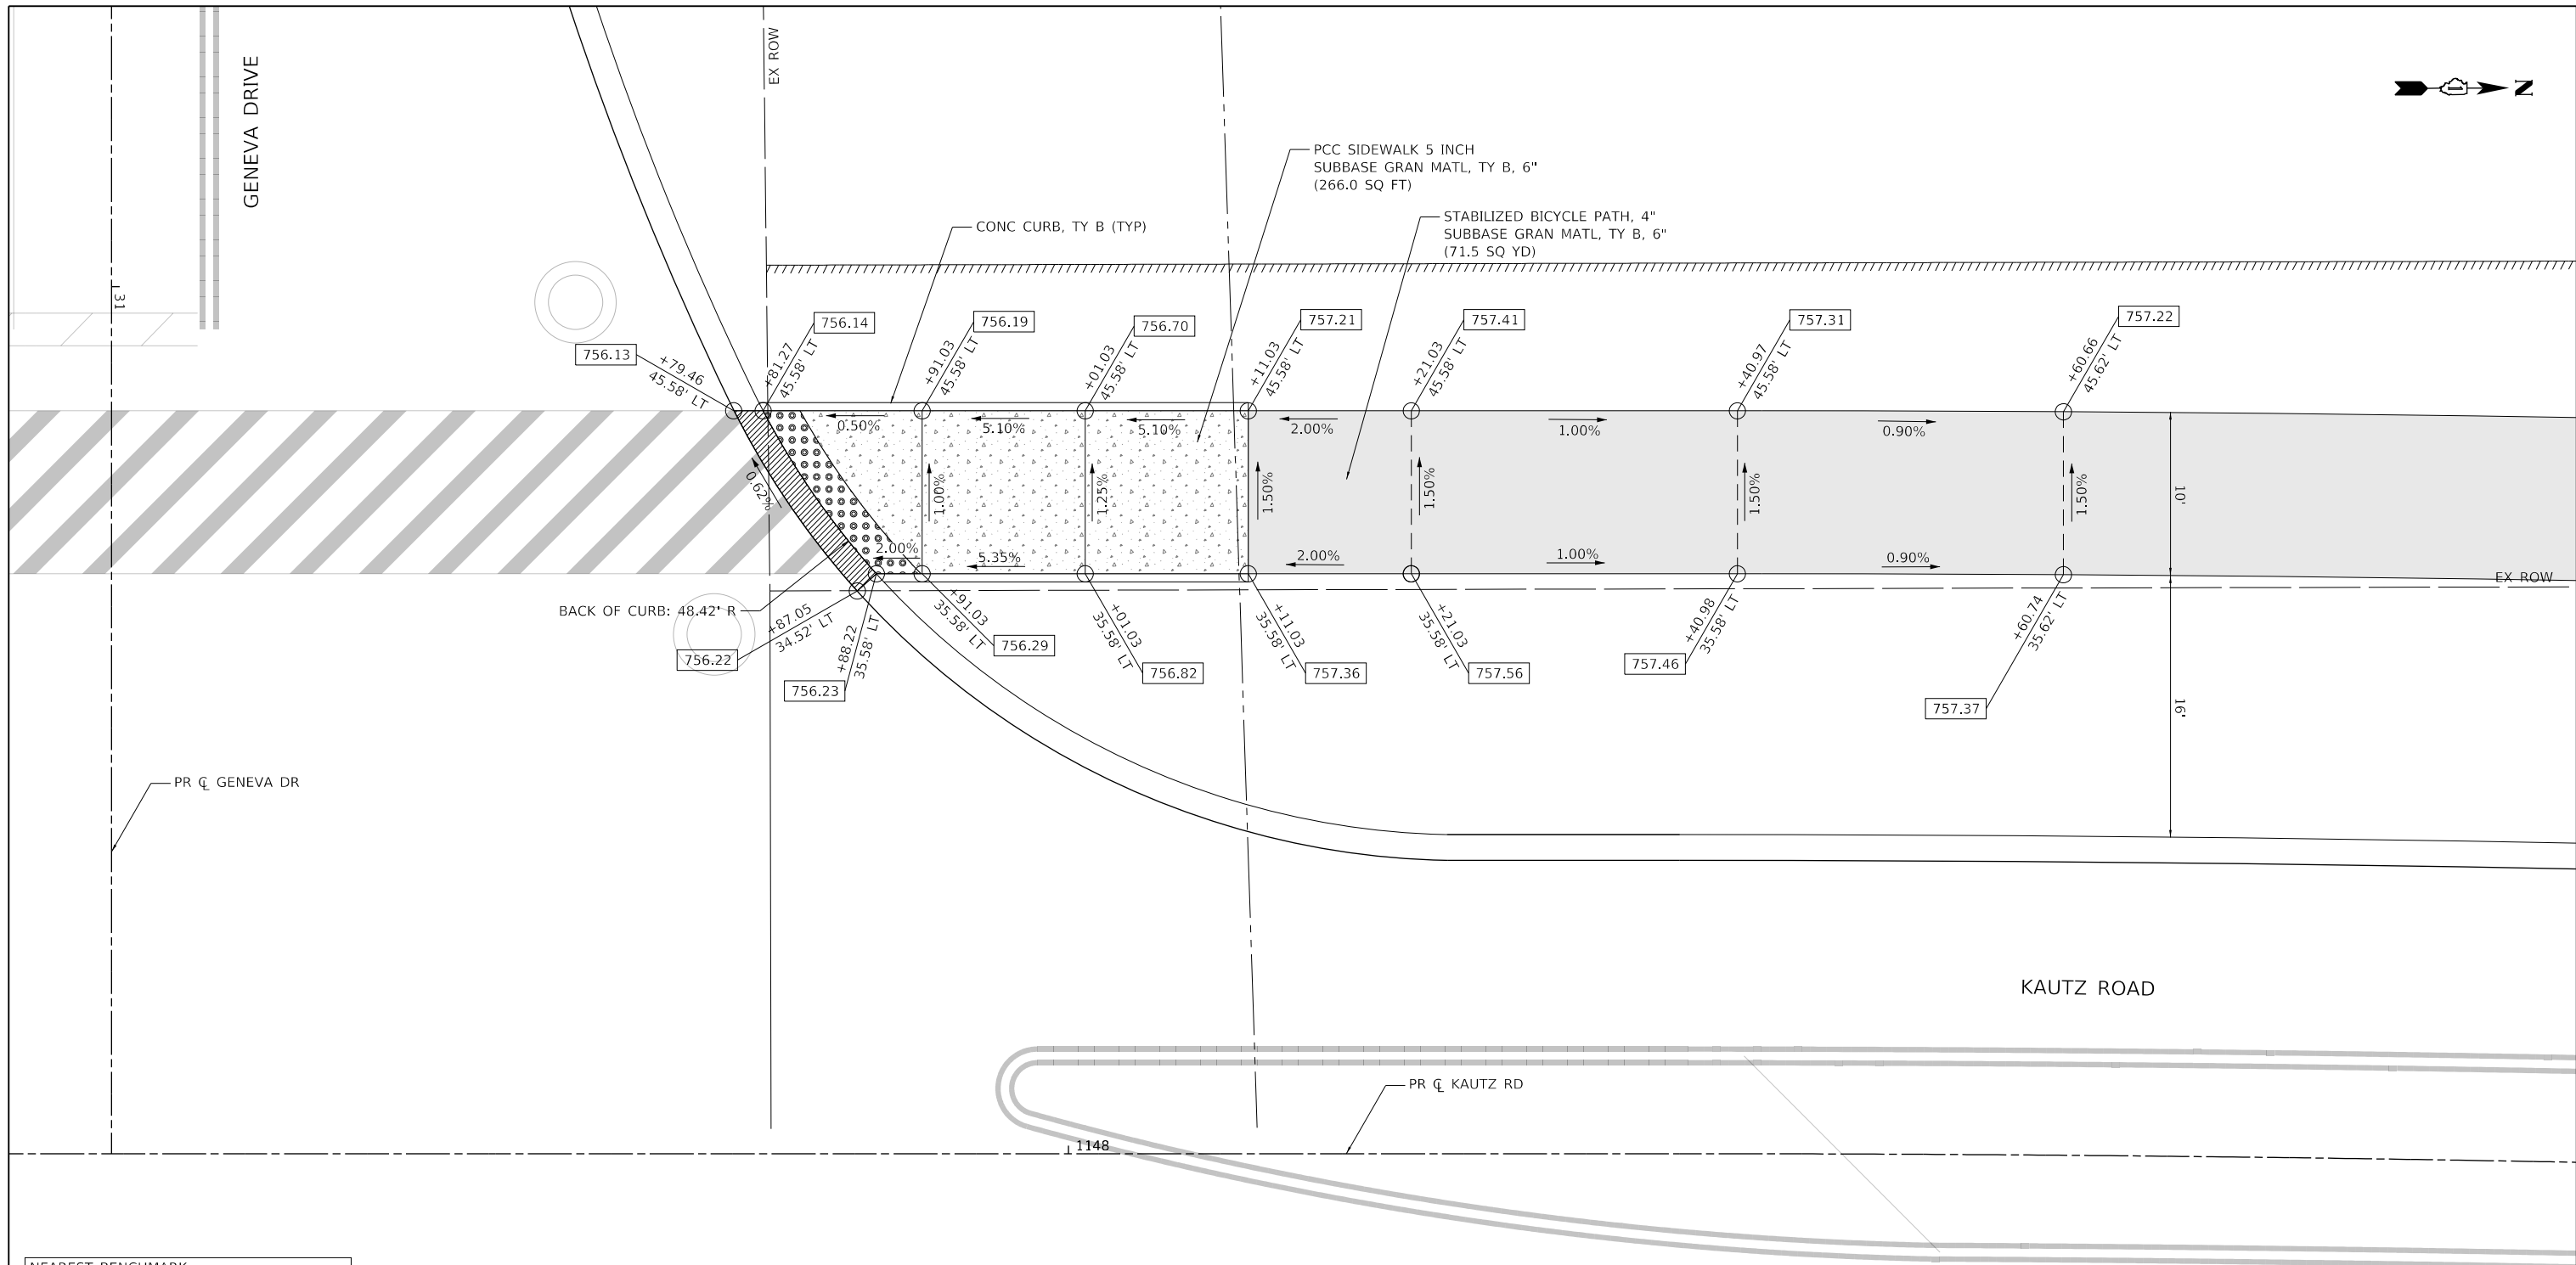 GENEVA DRIVE
EX ROW
N
PCC SIDEWALK 5 INCH
SUBBASE GRAN MATL, TY B, 6"
(266.0 SQ FT)
CONC CURB, TY B (TYP)
STABILIZED BICYCLE PATH, 4"
SUBBASE GRAN MATL, TY B, 6"
(71.5 SQ YD)
31
756.13
+79.46
45.58' LT
756.14
+81.27
45.58' LT
756.19
+91.03
45.58' LT
756.70
+01.03
45.58' LT
757.21
+11.03
45.58' LT
757.41
+21.03
45.58' LT
757.31
+40.97
45.58' LT
757.22
+60.66
45.62' LT
0.50%
5.10%
5.10%
2.00%
1.00%
0.90%
0.62%
1.00%
1.25%
1.50%
1.50%
1.50%
1.50%
10'
2.00%
5.35%
2.00%
1.00%
0.90%
EX ROW
BACK OF CURB: 48.42' R
+87.05
34.52' LT
756.22
+88.22
35.58' LT
756.23
+91.03
35.58' LT
756.29
+01.03
35.58' LT
756.82
+11.03
35.58' LT
757.36
+21.03
35.58' LT
757.56
+40.98
35.58' LT
757.46
+60.74
35.62' LT
757.37
16'
PR ℄ GENEVA DR
KAUTZ ROAD
PR ℄ KAUTZ RD
1148
NEAREST BENCHMARK